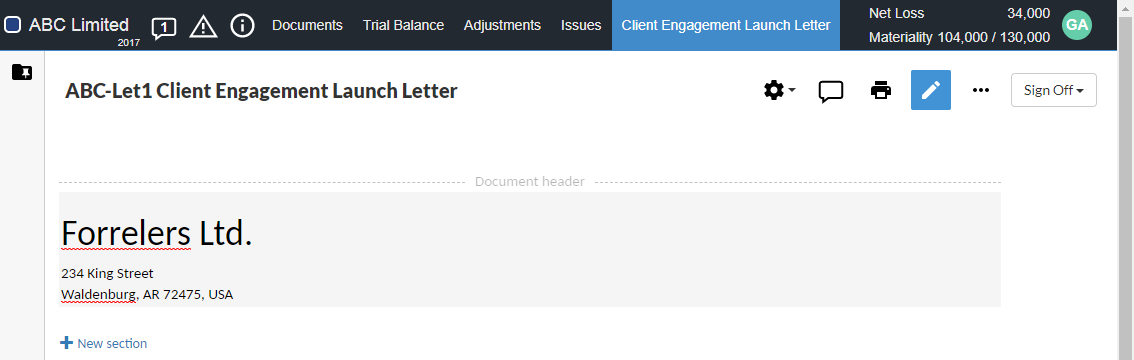 ABC Limited
2017
1
Documents
Trial Balance
Adjustments
Issues
Client Engagement Launch Letter
Net Loss 34,000
Materiality 104,000 / 130,000
GA
ABC-Let1 Client Engagement Launch Letter
Sign Off
Document header
Forrelers Ltd.
234 King Street
Waldenburg, AR 72475, USA
New section